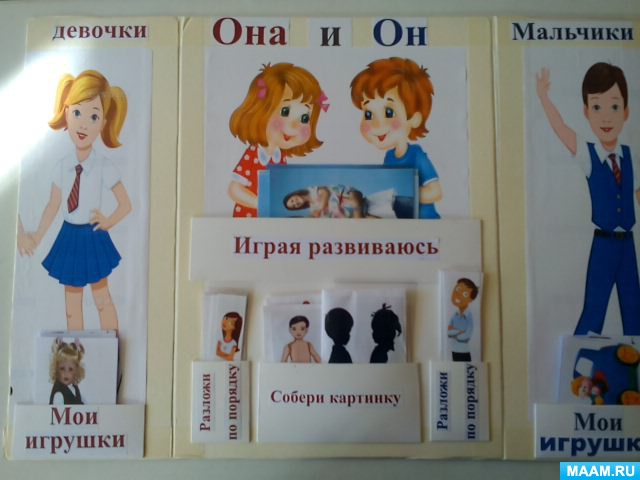 девочки
Она и Он
Мальчики
Играя развиваюсь
Мои
игрушки
Разложи
по порядку
Собери картинку
Разложи
по порядку
Мои
игрушк
MAAM.RU